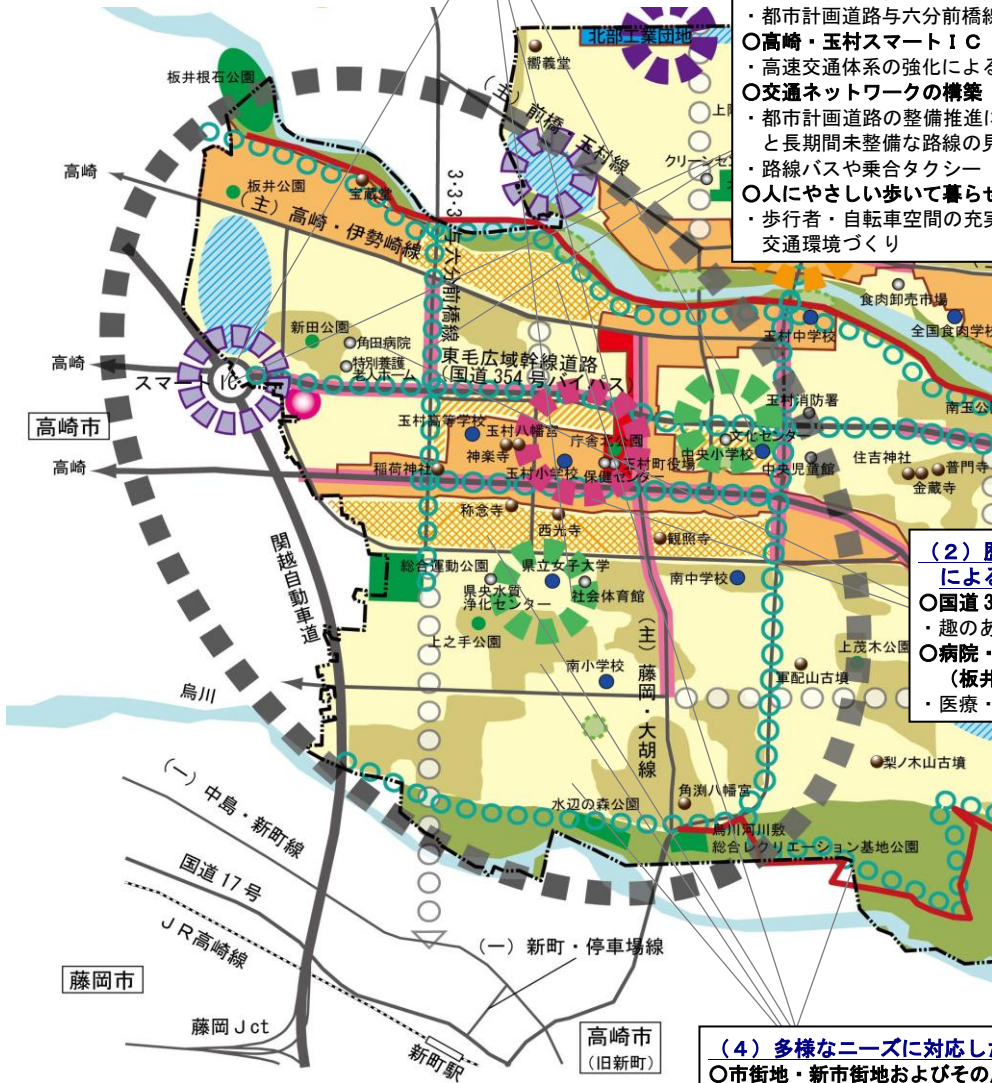 ・都市計画道路与六分前橋線
○高崎・玉村スマートＩＣ
・高速交通体系の強化による
○交通ネットワークの構築
・都市計画道路の整備推進
と長期間未整備な路線の見
・路線バスや乗合タクシー
○人にやさしい歩いて暮らせ
・歩行者・自転車空間の充実
交通環境づくり
北部工業団地
嚮義堂
板井根石公園
(五)前橋・玉村線
クリーンセン
高崎
板井公園
宝蔵堂
(主)高崎・伊勢崎線
3・3・3 与六分前橋線
食肉卸売市場
玉村中学校
全国食肉学校
新田公園
角田病院
特別養護
老人ホーム
東毛広域幹線道路
(国道354号バイパス)
高崎
スマートIC
高崎市
玉村消防署
南玉公
玉村高等学校
玉村八幡宮
庁舎北公園
文化センター
神楽寺
中央小学校
住吉神社
高崎
稲荷神社
玉村小学校
玉村町役場
保健センター
中央児童館
普門寺
金蔵寺
称念寺
西光寺
観照寺
関越自動車道
総合運動公園
県立女子大学
南中学校
県央水質
浄化センター
社会体育館
上之手公園
(主)藤岡・大胡線
上茂木公園
南小学校
軍配山古墳
烏川
(2)
による
○国道3
・趣のあ
○病院・
(板井
・医療・
梨ノ木山古墳
(一)中島・新町線
水辺の森公園
角渕八幡宮
烏川河川敷
総合レクリエーション基地公園
国道17号
JR高崎線
(一)新町・停車場線
藤岡市
藤岡Jct
新町駅
高崎市
(旧新町)
(4)多様なニーズに対応し
○市街地・新市街地およびその